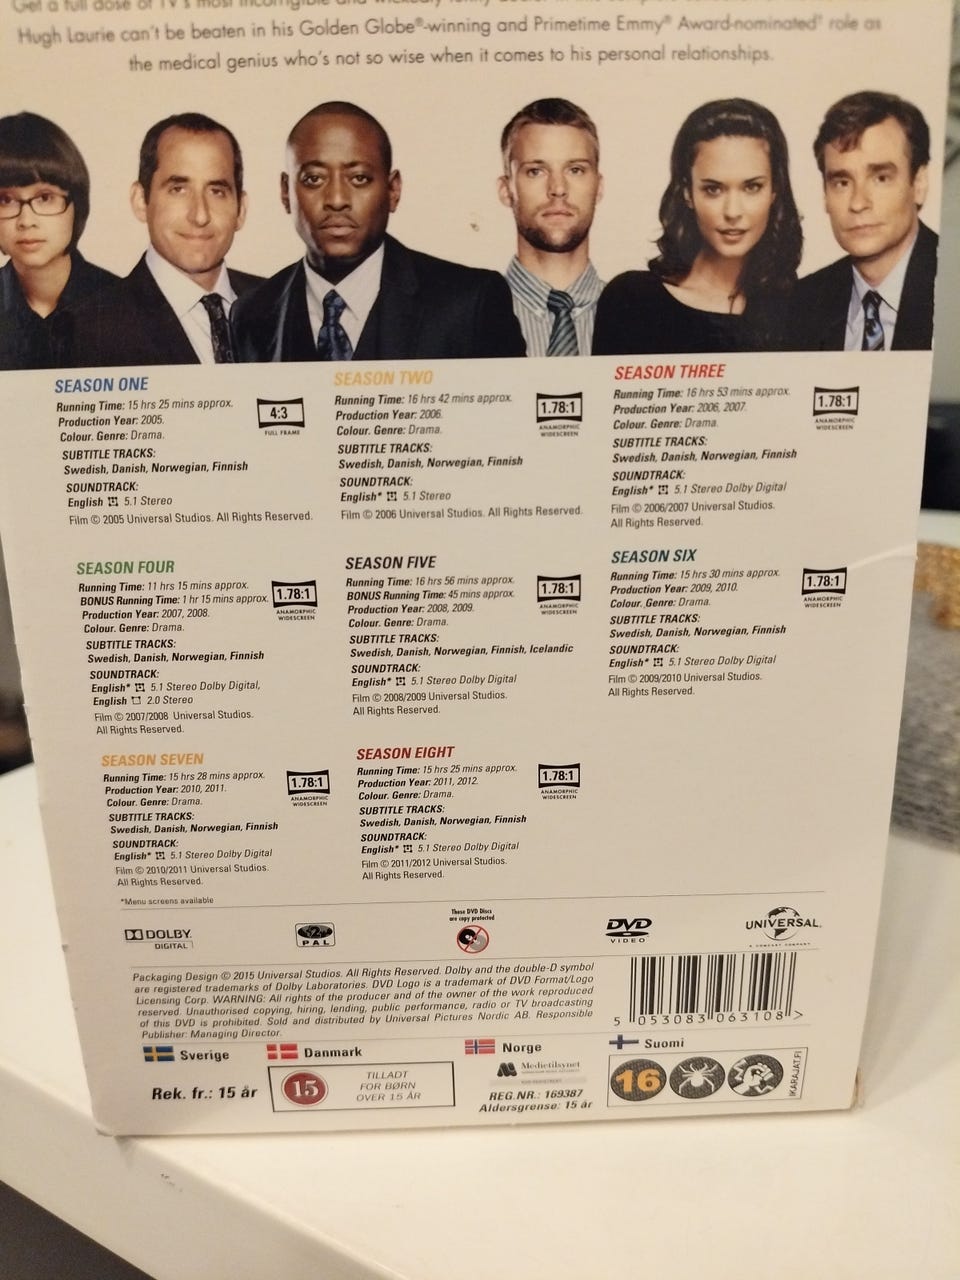 Get a full dose of TV's most incorrigible and wickedly funny
Hugh Laurie can't be beaten in his Golden Globe®-winning and Primetime Emmy® Award-nominated† role as
the medical genius who's not so wise when it comes to his personal relationships.
SEASON ONE
Running Time: 15 hrs 25 mins approx.
Production Year: 2005.
Colour. Genre: Drama.
4:3
FULL FRAME
SUBTITLE TRACKS:
Swedish, Danish, Norwegian, Finnish
SOUNDTRACK:
English 5.1 Stereo
Film © 2005 Universal Studios. All Rights Reserved.
SEASON TWO
Running Time: 16 hrs 42 mins approx.
Production Year: 2006.
Colour. Genre: Drama.
1.78:1
ANAMORPHIC
WIDESCREEN
SUBTITLE TRACKS:
Swedish, Danish, Norwegian, Finnish
SOUNDTRACK:
English* 5.1 Stereo
Film © 2006 Universal Studios. All Rights Reserved.
SEASON THREE
Running Time: 16 hrs 53 mins approx.
Production Year: 2006, 2007.
Colour. Genre: Drama.
1.78:1
ANAMORPHIC
WIDESCREEN
SUBTITLE TRACKS:
Swedish, Danish, Norwegian, Finnish
SOUNDTRACK:
English* 5.1 Stereo Dolby Digital
Film © 2006/2007 Universal Studios.
All Rights Reserved.
SEASON FOUR
Running Time: 11 hrs 15 mins approx.
BONUS Running Time: 1 hr 15 mins approx.
Production Year: 2007, 2008.
Colour. Genre: Drama.
1.78:1
ANAMORPHIC
WIDESCREEN
SUBTITLE TRACKS:
Swedish, Danish, Norwegian, Finnish
SOUNDTRACK:
English* 5.1 Stereo Dolby Digital,
English 2.0 Stereo
Film © 2007/2008 Universal Studios.
All Rights Reserved.
SEASON FIVE
Running Time: 16 hrs 56 mins approx.
BONUS Running Time: 45 mins approx.
Production Year: 2008, 2009.
Colour. Genre: Drama.
1.78:1
ANAMORPHIC
WIDESCREEN
SUBTITLE TRACKS:
Swedish, Danish, Norwegian, Finnish, Icelandic
SOUNDTRACK:
English* 5.1 Stereo Dolby Digital
Film © 2008/2009 Universal Studios.
All Rights Reserved.
SEASON SIX
Running Time: 15 hrs 30 mins approx.
Production Year: 2009, 2010.
Colour. Genre: Drama.
1.78:1
ANAMORPHIC
WIDESCREEN
SUBTITLE TRACKS:
Swedish, Danish, Norwegian, Finnish
SOUNDTRACK:
English* 5.1 Stereo Dolby Digital
Film © 2009/2010 Universal Studios.
All Rights Reserved.
SEASON SEVEN
Running Time: 15 hrs 28 mins approx.
Production Year: 2010, 2011.
Colour. Genre: Drama.
1.78:1
ANAMORPHIC
WIDESCREEN
SUBTITLE TRACKS:
Swedish, Danish, Norwegian, Finnish
SOUNDTRACK:
English* 5.1 Stereo Dolby Digital
Film © 2010/2011 Universal Studios.
All Rights Reserved.
SEASON EIGHT
Running Time: 15 hrs 25 mins approx.
Production Year: 2011, 2012.
Colour. Genre: Drama.
1.78:1
ANAMORPHIC
WIDESCREEN
SUBTITLE TRACKS:
Swedish, Danish, Norwegian, Finnish
SOUNDTRACK:
English* 5.1 Stereo Dolby Digital
Film © 2011/2012 Universal Studios.
All Rights Reserved.
*Menu screens available
DOLBY
DIGITAL
2
PAL
These DVD Discs
are copy protected
DVD
VIDEO
UNIVERSAL
A COMCAST COMPANY
Packaging Design © 2015 Universal Studios. All Rights Reserved. Dolby and the double-D symbol
are registered trademarks of Dolby Laboratories. DVD Logo is a trademark of DVD Format/Logo
Licensing Corp. WARNING: All rights of the producer and of the owner of the work reproduced
reserved. Unauthorised copying, hiring, lending, public performance, radio or TV broadcasting
of this DVD is prohibited. Sold and distributed by Universal Pictures Nordic AB. Responsible
Publisher: Managing Director.
5 053083 063108 >
Sverige
Rek. fr.: 15 år
Danmark
15
TILLADT
FOR BØRN
OVER 15 ÅR
Norge
Medietilsynet
REG.NR.: 169387
Aldersgrense: 15 år
Suomi
16
IKARAJAT.FI